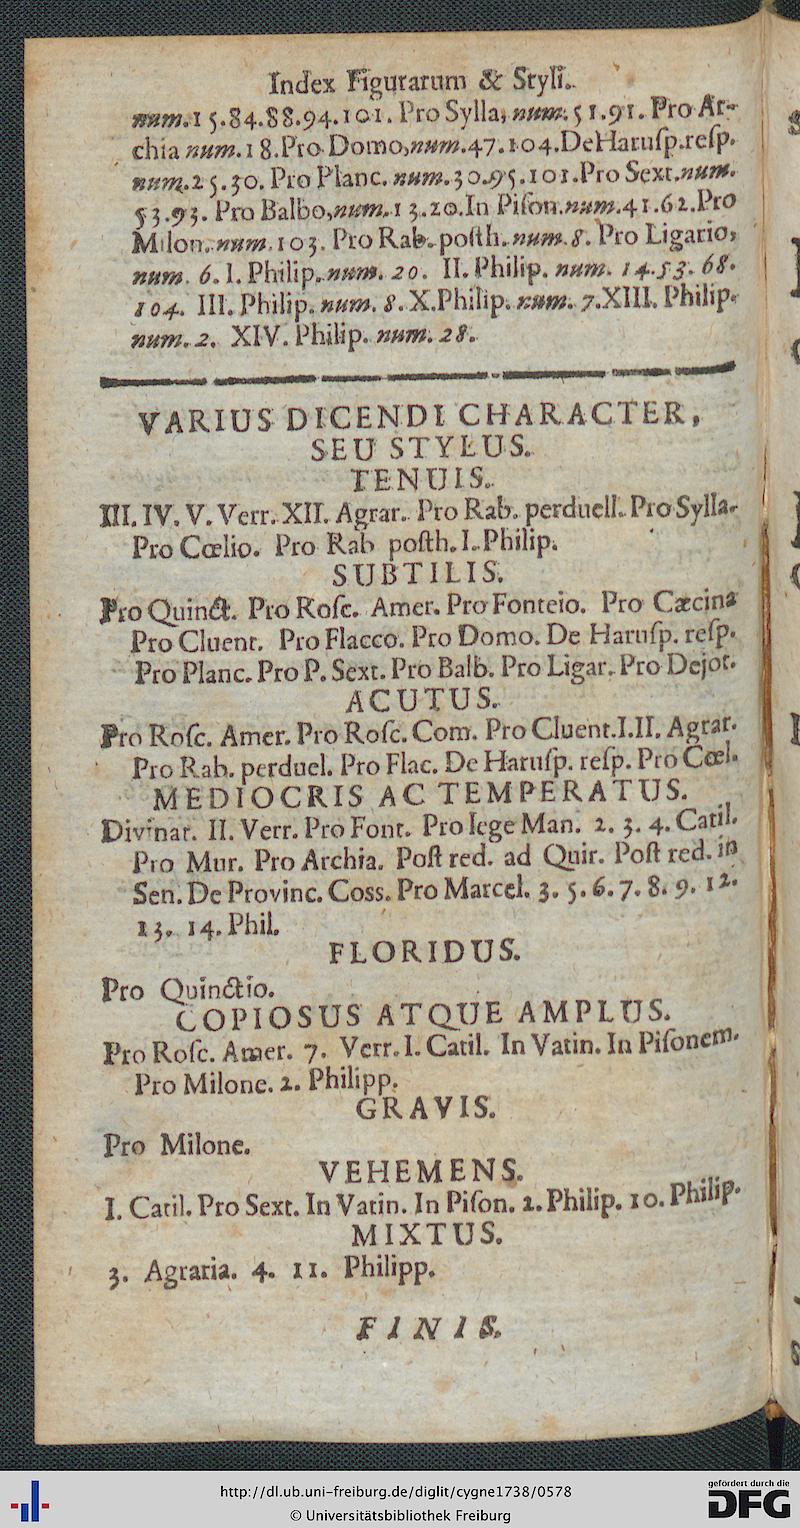 Index Figurarum & Styli.
num.15.84.88.94.101. Pro Sylla, num.51.91. Pro Ar-
chia num.18.Pro Domo,num.47.104.De Haruſp.reſp.
num.25.30. Pro Planc. num.30.95.101.Pro Sext.num.
53.93. Pro Balbo,num.13.20.In Piſon.num.41.62.Pro
Milon.num.103. Pro Rab.poſth.num.8. Pro Ligario,
num. 6. I. Philip.num. 20. II. Philip. num. 14.53. 68.
104. III. Philip. num. 8. X.Philip. num. 7.XIII. Philip.
num. 2. XIV. Philip. num. 28.
VARIUS DICENDI CHARACTER,
SEU STYLUS.
TENUIS.
III. IV. V. Verr. XII. Agrar. Pro Rab. perduell. Pro Sylla.
Pro Cœlio. Pro Rab poſth. I. Philip.
SUBTILIS.
Pro Quinct. Pro Roſc. Amer. Pro Fonteio. Pro Cæcina
Pro Cluent. Pro Flacco. Pro Domo. De Haruſp. reſp.
Pro Planc. Pro P. Sext. Pro Balb. Pro Ligar. Pro Dejot.
ACUTUS.
Pro Roſc. Amer. Pro Roſc. Com. Pro Cluent.I.II. Agrar.
Pro Rab. perduel. Pro Flac. De Haruſp. reſp. Pro Cœl.
MEDIOCRIS AC TEMPERATUS.
Divinat. II. Verr. Pro Font. Pro lege Man. 2. 3. 4. Catil.
Pro Mur. Pro Archia. Poſt red. ad Quir. Poſt red. in
Sen. De Provinc. Coss. Pro Marcel. 3. 5. 6. 7. 8. 9. 12.
13. 14. Phil.
FLORIDUS.
Pro Quinctio.
COPIOSUS ATQUE AMPLUS.
Pro Roſc. Amer. 7. Verr. I. Catil. In Vatin. In Piſonem.
Pro Milone. 2. Philipp.
GRAVIS.
Pro Milone.
VEHEMENS.
I. Catil. Pro Sext. In Vatin. In Piſon. 2. Philip. 10. Philip.
MIXTUS.
3. Agraria. 4. 11. Philipp.
FINIS.
http://dl.ub.uni-freiburg.de/diglit/cygne1738/0578
© Universitätsbibliothek Freiburg
gefördert durch die
DFG